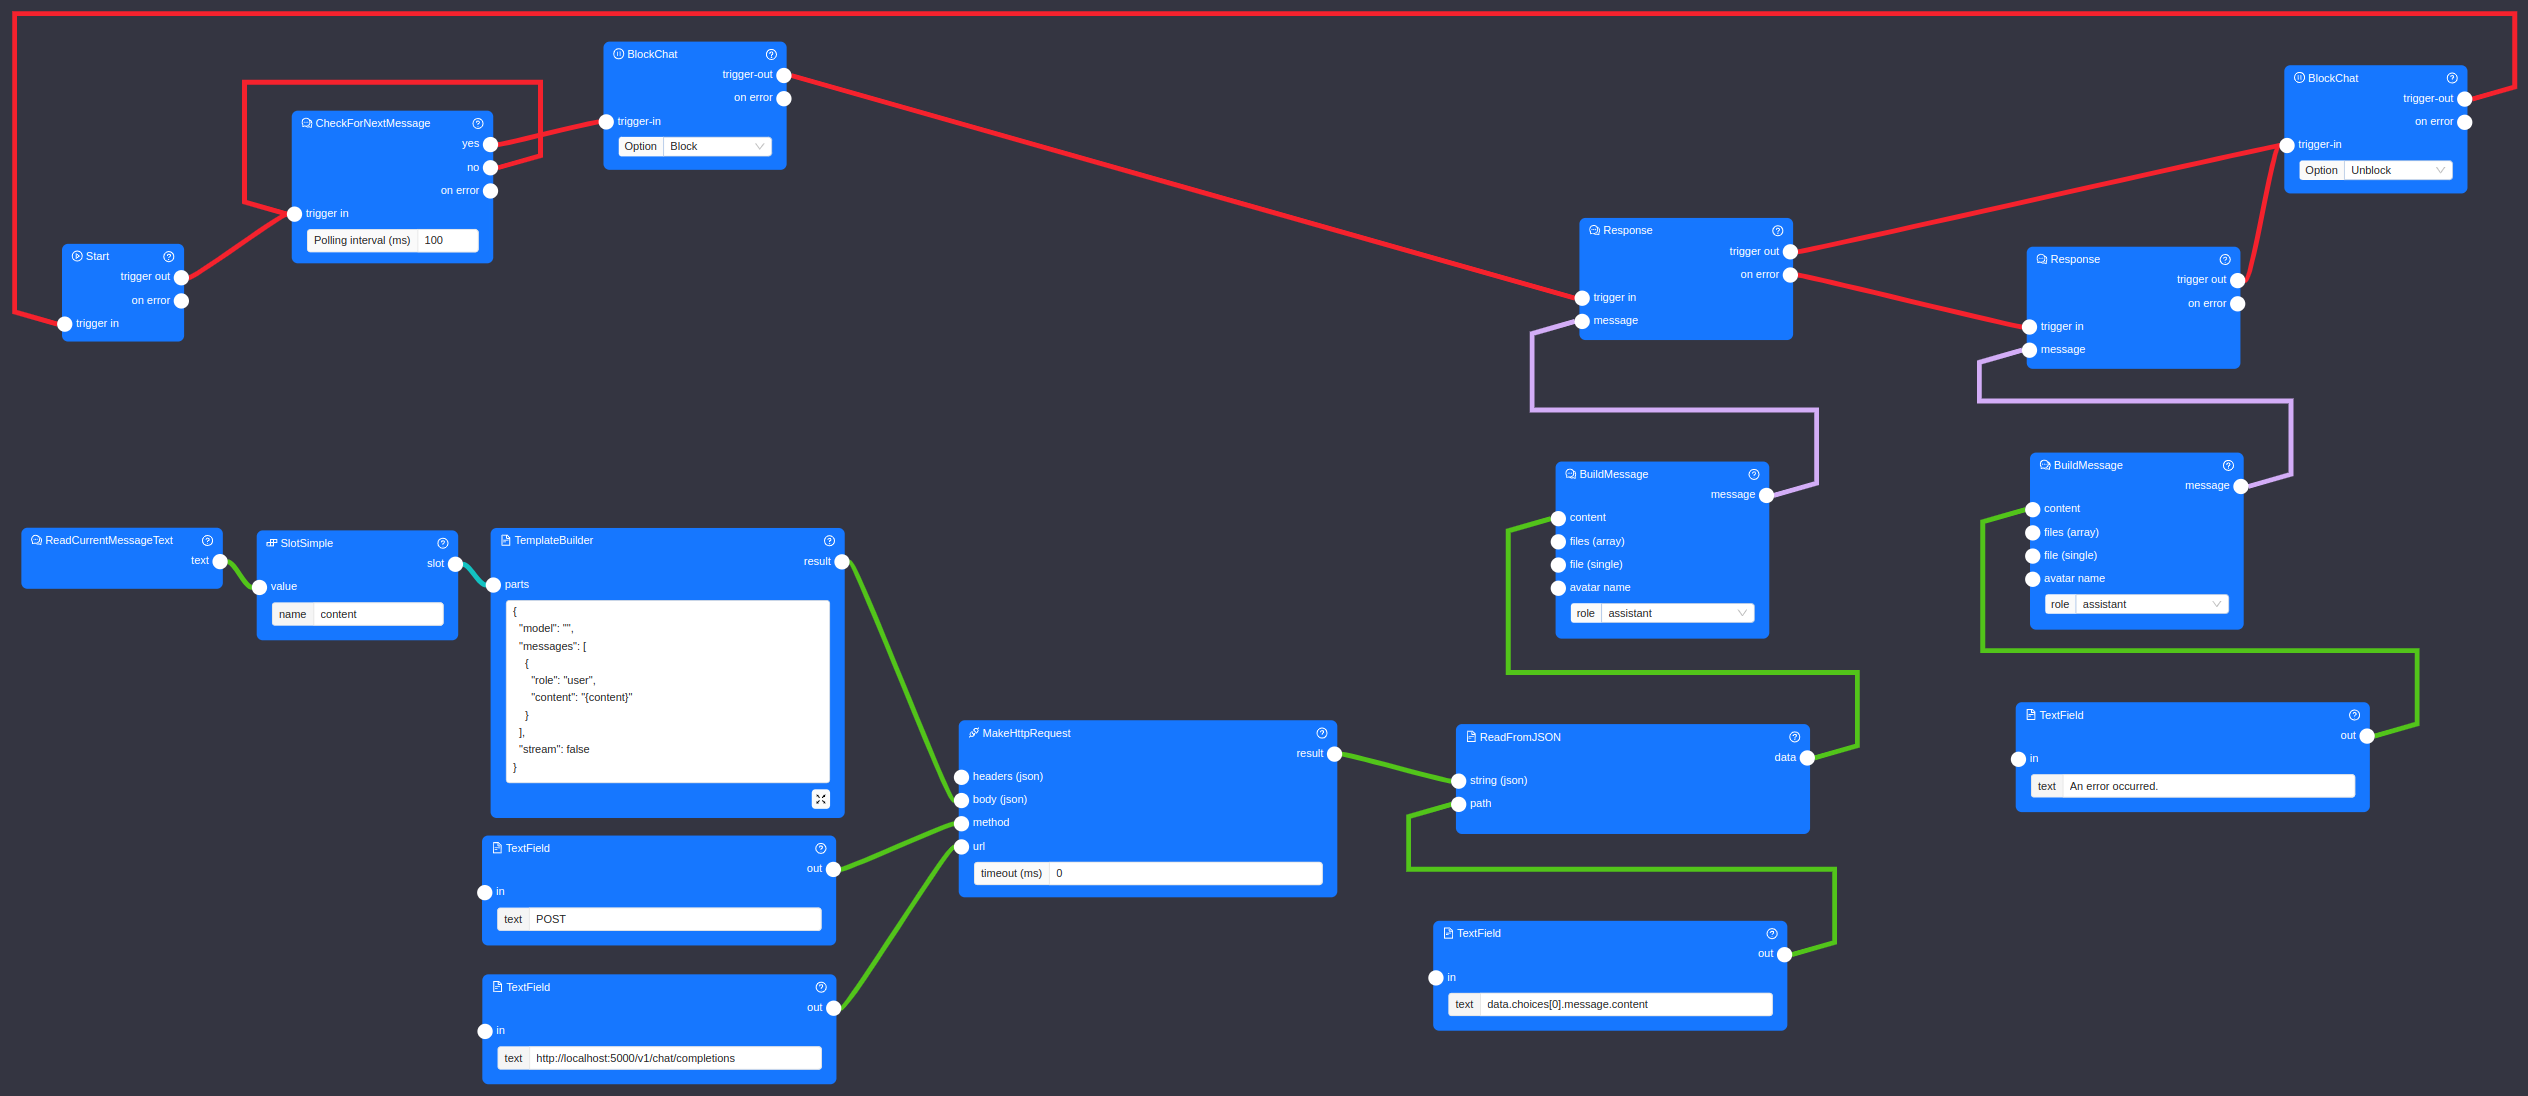 BlockChat
trigger-out
on error
trigger-in
Option Block
CheckForNextMessage
yes
no
on error
trigger in
Polling interval (ms) 100
Start
trigger out
on error
trigger in
BlockChat
trigger-out
on error
trigger-in
Option Unblock
Response
trigger out
on error
trigger in
message
Response
trigger out
on error
trigger in
message
ReadCurrentMessageText
text
SlotSimple
slot
value
name content
TemplateBuilder
result
parts
{
"model": "",
"messages": [
{
"role": "user",
"content": "{content}"
}
],
"stream": false
}
BuildMessage
message
content
files (array)
file (single)
avatar name
role assistant
BuildMessage
message
content
files (array)
file (single)
avatar name
role assistant
MakeHttpRequest
result
headers (json)
body (json)
method
url
timeout (ms) 0
ReadFromJSON
data
string (json)
path
TextField
out
in
text An error occurred.
TextField
out
in
text POST
TextField
out
in
text data.choices[0].message.content
TextField
out
in
text http://localhost:5000/v1/chat/completions